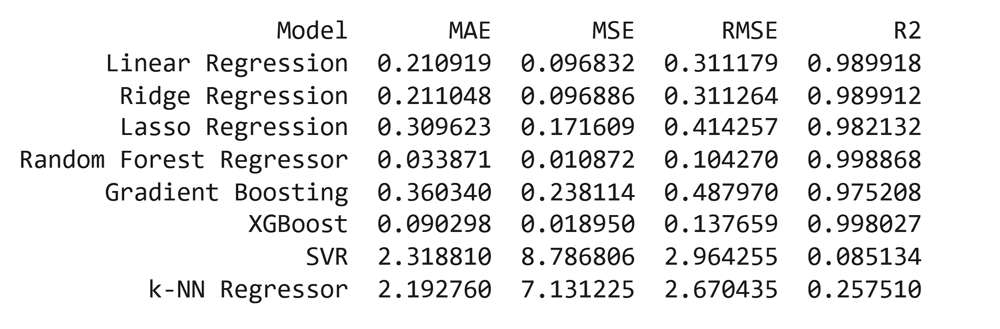 Model MAE MSE RMSE R2
Linear Regression 0.210919 0.096832 0.311179 0.989918
Ridge Regression 0.211048 0.096886 0.311264 0.989912
Lasso Regression 0.309623 0.171609 0.414257 0.982132
Random Forest Regressor 0.033871 0.010872 0.104270 0.998868
Gradient Boosting 0.360340 0.238114 0.487970 0.975208
XGBoost 0.090298 0.018950 0.137659 0.998027
SVR 2.318810 8.786806 2.964255 0.085134
k-NN Regressor 2.192760 7.131225 2.670435 0.257510